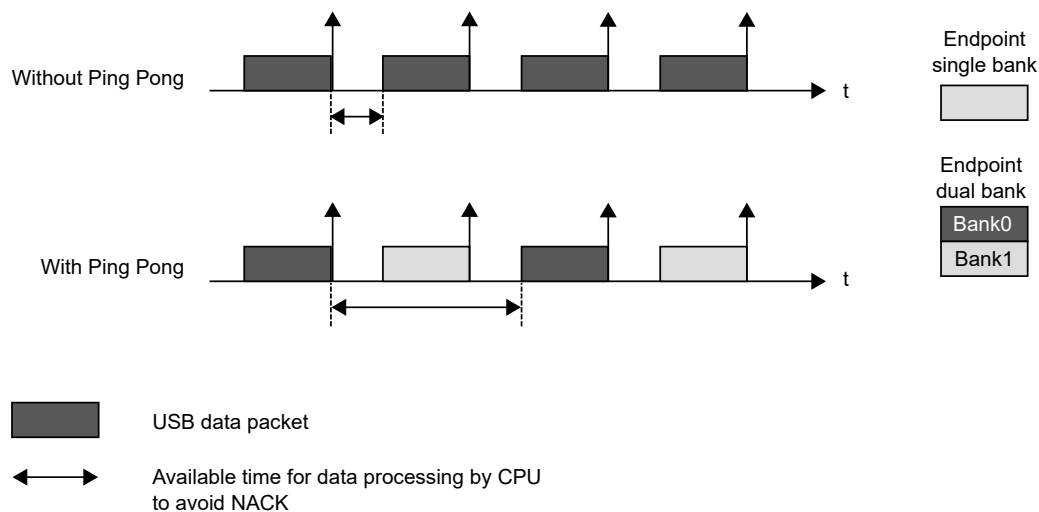 Without Ping Pong
t
Endpoint
single bank
Endpoint
dual bank
Bank0
Bank1
With Ping Pong
t
USB data packet
Available time for data processing by CPU
to avoid NACK